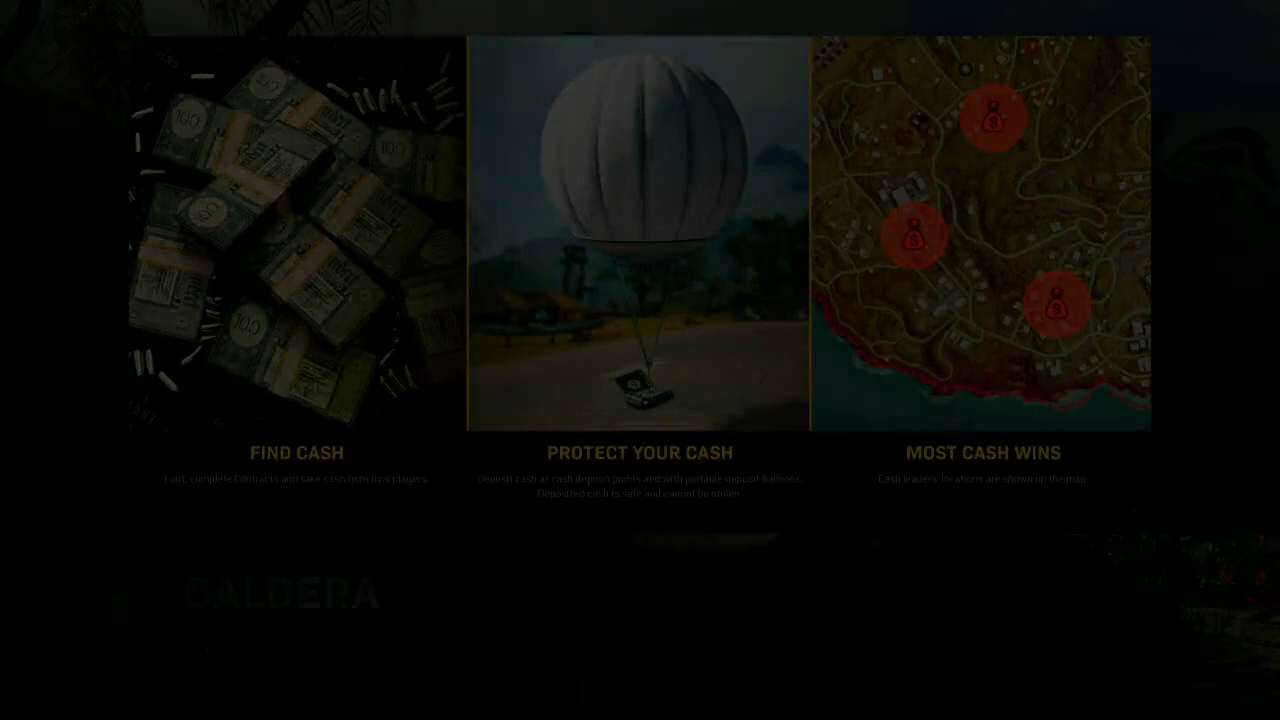 FIND CASH
Loot, complete Contracts and take cash from rival players.
PROTECT YOUR CASH
Deposit cash at cash deposit points and with portable deposit balloons.
Deposited cash is safe and cannot be stolen.
MOST CASH WINS
Cash leaders locations are shown on the map.
CALDERA